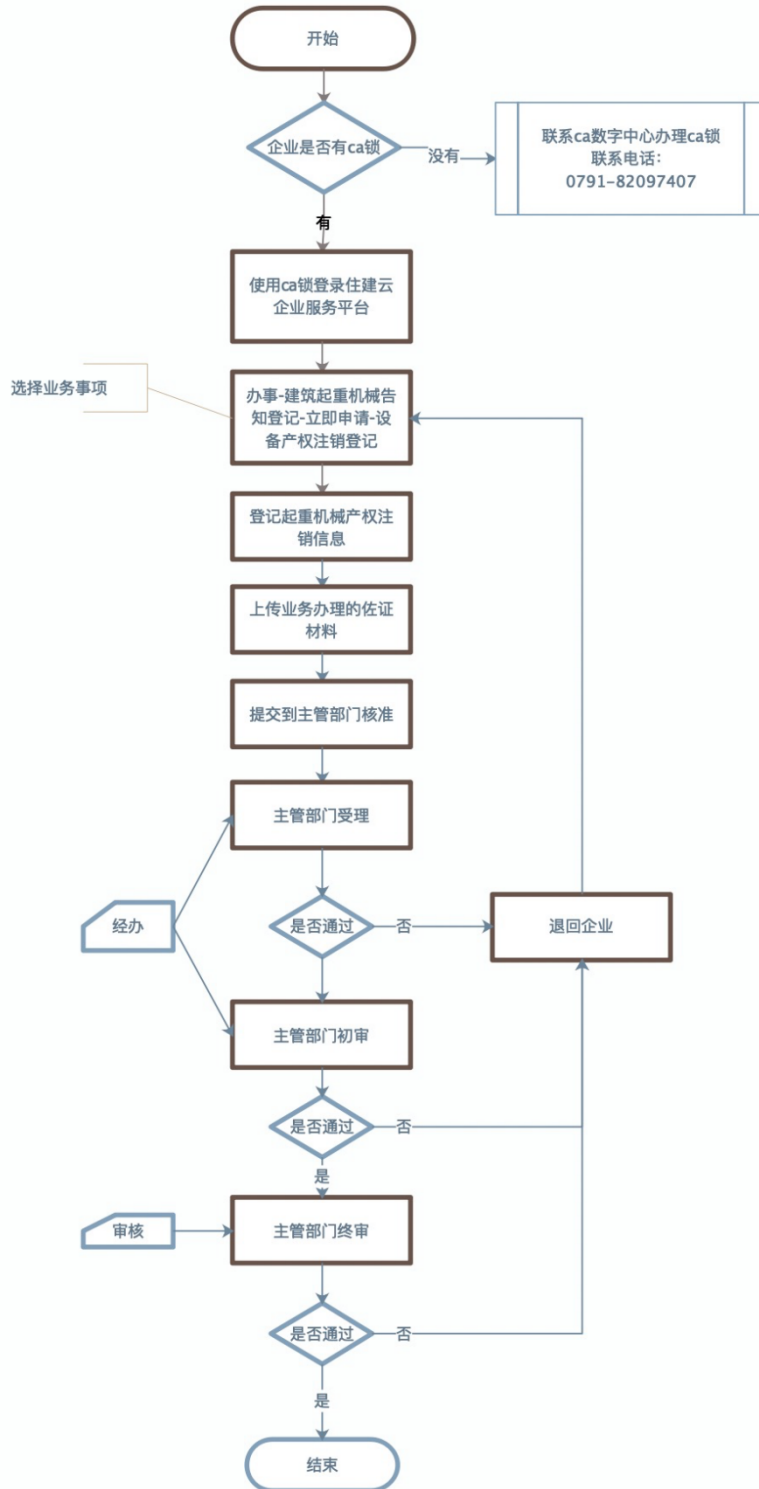 开始
企业是否有ca锁
没有
联系ca数字中心办理ca锁
联系电话：
0791-82097407
有
使用ca锁登录住建云
企业服务平台
选择业务事项
办事-建筑起重机械告
知登记-立即申请-设
备产权注销登记
登记起重机械产权注
销信息
上传业务办理的佐证
材料
提交到主管部门核准
主管部门受理
经办
是否通过
否
退回企业
主管部门初审
是否通过
否
是
审核
主管部门终审
是否通过
否
是
结束